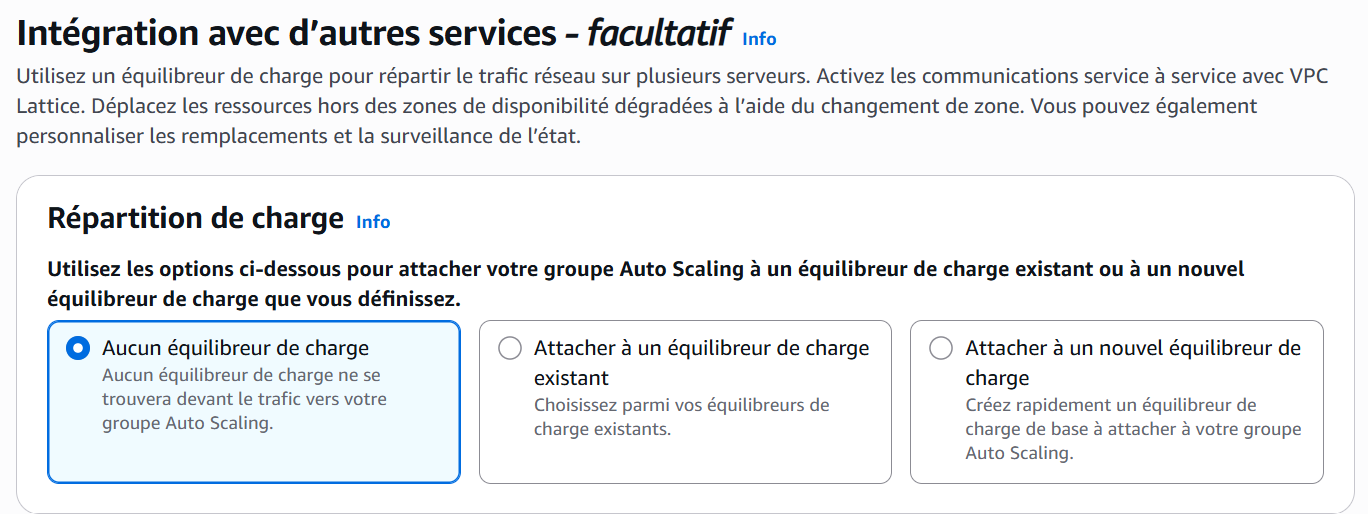 Intégration avec d’autres services - facultatif Info
Utilisez un équilibreur de charge pour répartir le trafic réseau sur plusieurs serveurs. Activez les communications service à service avec VPC
Lattice. Déplacez les ressources hors des zones de disponibilité dégradées à l’aide du changement de zone. Vous pouvez également
personnaliser les remplacements et la surveillance de l’état.
Répartition de charge Info
Utilisez les options ci-dessous pour attacher votre groupe Auto Scaling à un équilibreur de charge existant ou à un nouvel
équilibreur de charge que vous définissez.
Aucun équilibreur de charge
Aucun équilibreur de charge ne se
trouvera devant le trafic vers votre
groupe Auto Scaling.
Attacher à un équilibreur de charge
existant
Choisissez parmi vos équilibreurs de
charge existants.
Attacher à un nouvel équilibreur de
charge
Créez rapidement un équilibreur de
charge de base à attacher à votre groupe
Auto Scaling.